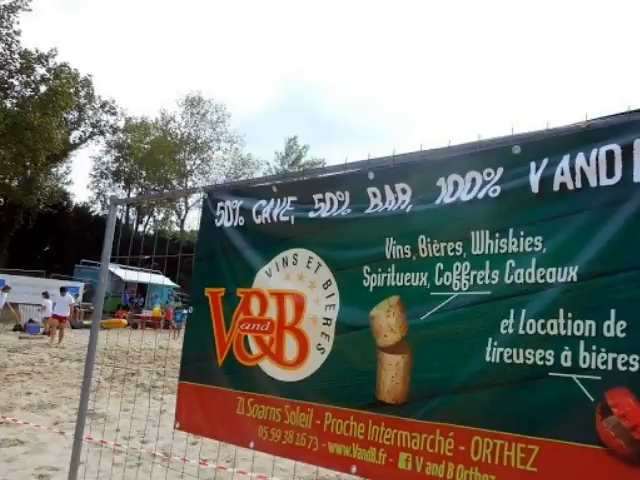 50% CAVE, 50% BAR, 100% V AND
Vins, Bières, Whiskies,
Spiritueux, Coffrets Cadeaux
VINS ET BIERES
V and B
et location de
tireuses à bières
ZI Soarns Soleil - Proche Intermarché - ORTHEZ
05 59 38 16 73 - www.VandB.fr - V and B Orthez